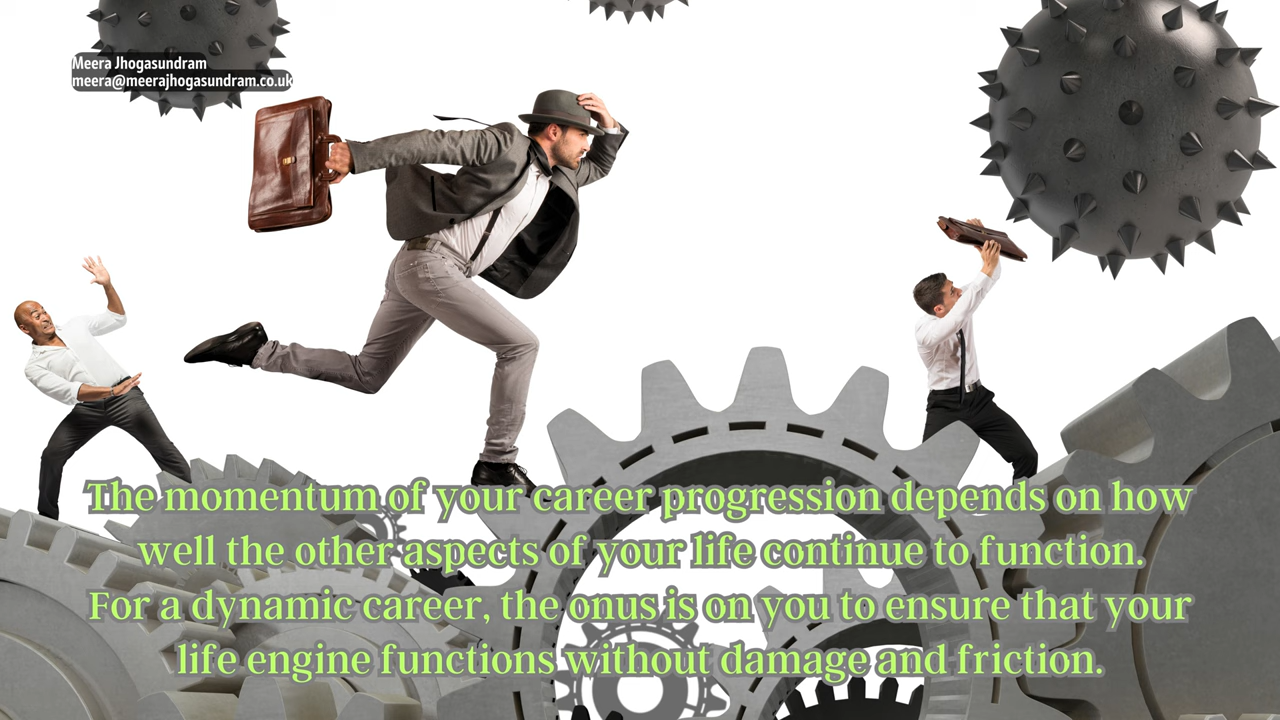 Meera Jhogasundram
meera@meerajhogasundram.co.uk
The momentum of your career progression depends on how
well the other aspects of your life continue to function.
For a dynamic career, the onus is on you to ensure that your
life engine functions without damage and friction.